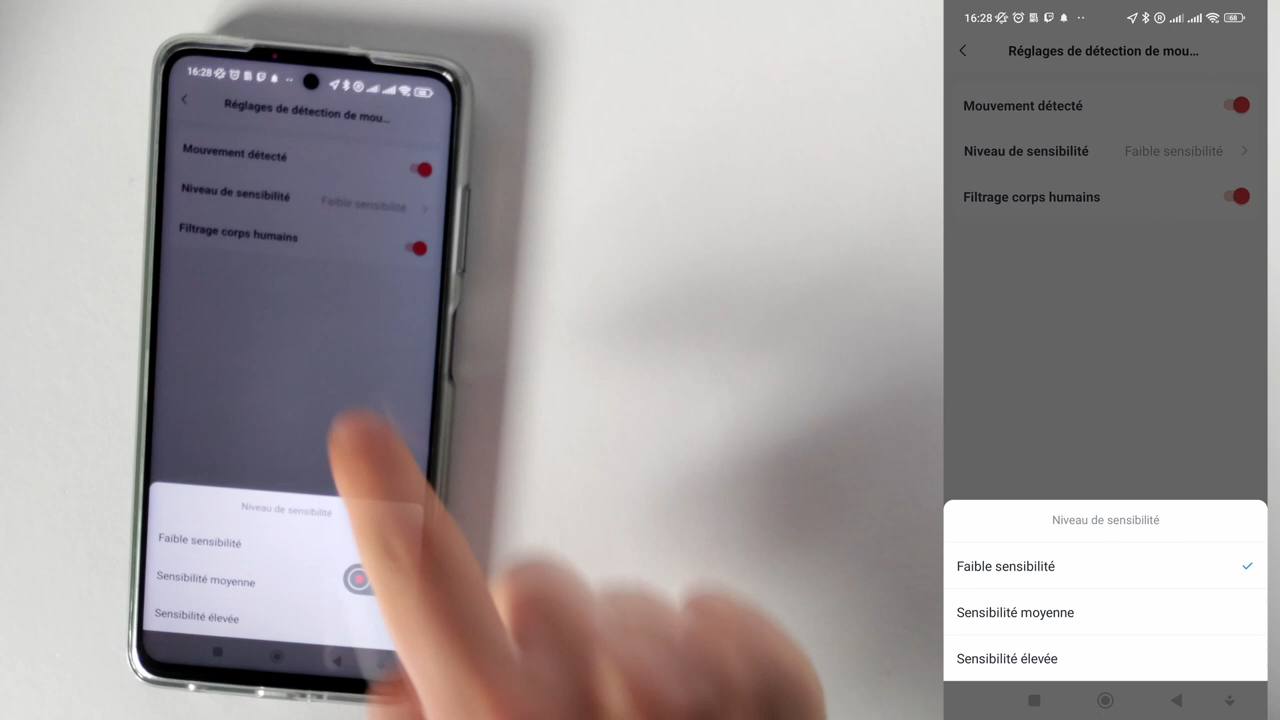 16:28
Réglages de détection de mou...
Mouvement détecté
Niveau de sensibilité Faible sensibilité
Filtrage corps humains
Niveau de sensibilité
Faible sensibilité
Sensibilité moyenne
Sensibilité élevée
16:28 68
Réglages de détection de mou...
Mouvement détecté
Niveau de sensibilité Faible sensibilité
Filtrage corps humains
Niveau de sensibilité
Faible sensibilité
Sensibilité moyenne
Sensibilité élevée